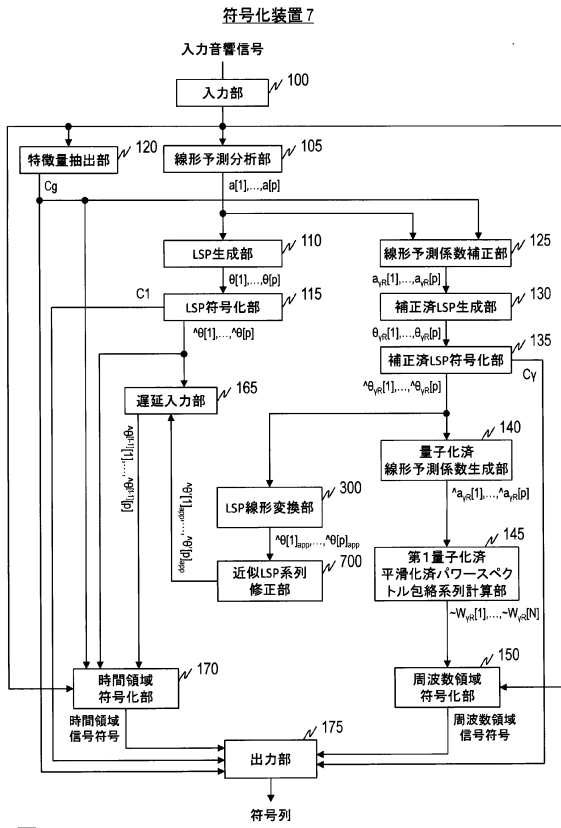 符号化装置7
入力音響信号
入力部
100
特徴量抽出部
120
線形予測分析部
105
Cg
a[1],...,a[p]
LSP生成部
110
線形予測係数補正部
125
θ[1],...,θ[p]
aγR[1],...,aγR[p]
C1
LSP符号化部
115
補正済LSP生成部
130
^θ[1],...,^θ[p]
θγR[1],...,θγR[p]
補正済LSP符号化部
135
Cγ
^θγR[1],...,^θγR[p]
遅延入力部
165
量子化済
線形予測係数生成部
140
^θ[t-1][1],...,^θ[t-1][p]
^θ[1]app,...,^θ[p]app
LSP線形変換部
300
^aγR[1],...,^aγR[p]
^θ[1]app,...,^θ[p]app
近似LSP系列
修正部
700
第1量子化済
平滑化済パワースペク
トル包絡系列計算部
145
~WγR[1],...,~WγR[N]
時間領域
符号化部
170
周波数領域
符号化部
150
時間領域
信号符号
周波数領域
信号符号
出力部
175
符号列